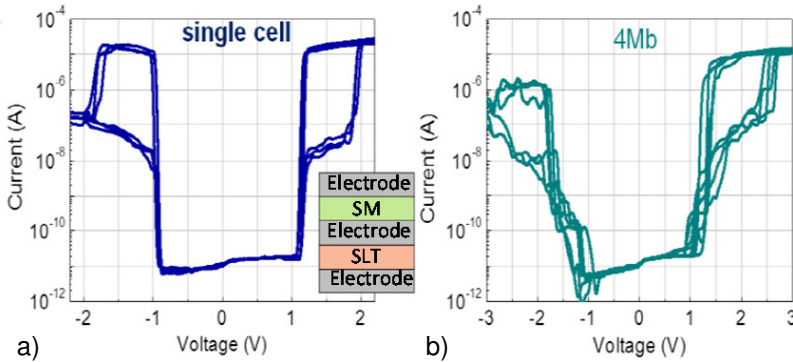 10⁻⁴
single cell
10⁻⁶
Current (A)
10⁻⁸
10⁻¹⁰
10⁻¹²
-2 -1 0 1 2
Voltage (V)
Electrode
SM
Electrode
SLT
Electrode
a)
10⁻⁴
4Mb
10⁻⁶
Current (A)
10⁻⁸
10⁻¹⁰
10⁻¹²
-3 -2 -1 0 1 2 3
Voltage (V)
b)